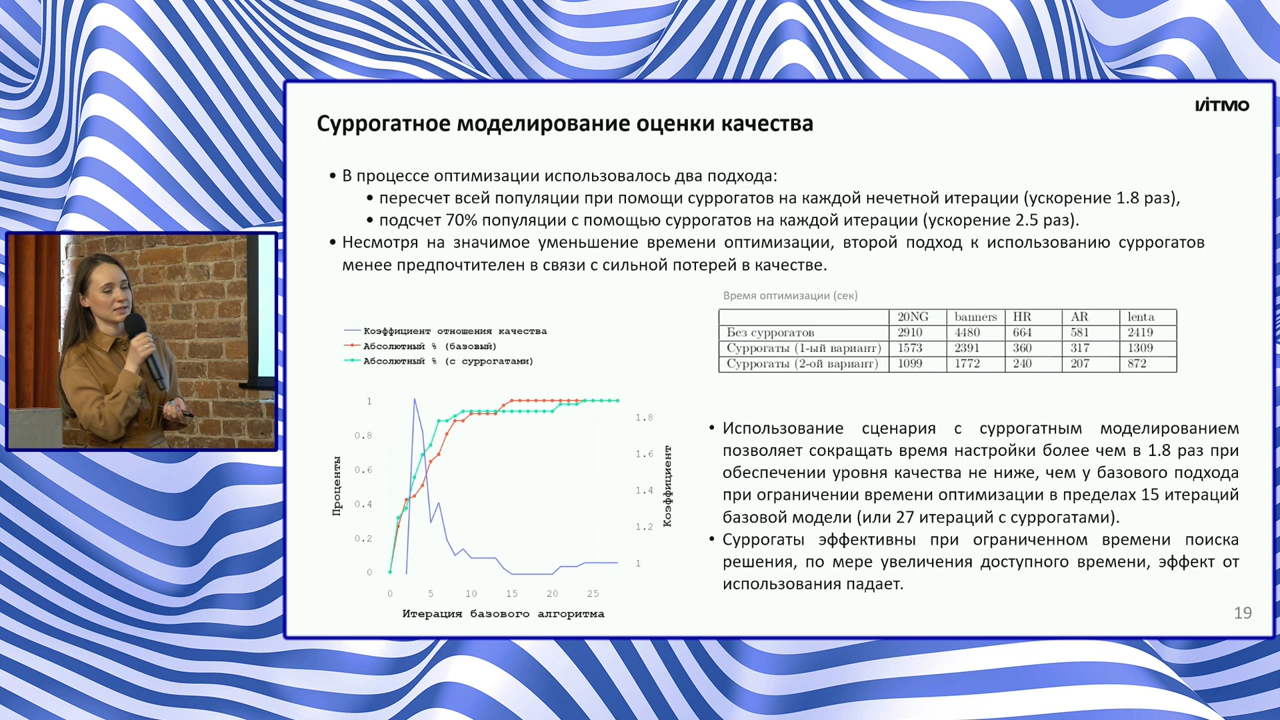 ИTMO
Суррогатное моделирование оценки качества
• В процессе оптимизации использовалось два подхода:
• пересчет всей популяции при помощи суррогатов на каждой нечетной итерации (ускорение 1.8 раз),
• подсчет 70% популяции с помощью суррогатов на каждой итерации (ускорение 2.5 раз).
• Несмотря на значимое уменьшение времени оптимизации, второй подход к использованию суррогатов
менее предпочтителен в связи с сильной потерей в качестве.
Время оптимизации (сек)
20NG banners HR AR lenta
Без суррогатов 2910 4480 664 581 2419
Суррогаты (1-ый вариант) 1573 2391 360 317 1309
Суррогаты (2-ой вариант) 1099 1772 240 207 872
Коэффициент отношения качества
Абсолютный % (базовый)
Абсолютный % (с суррогатами)
1
0.8
0.6
0.4
0.2
0
Проценты
1.8
1.6
1.4
1.2
1
Коэффициент
0 5 10 15 20 25
Итерация базового алгоритма
• Использование сценария с суррогатным моделированием
позволяет сокращать время настройки более чем в 1.8 раз при
обеспечении уровня качества не ниже, чем у базового подхода
при ограничении времени оптимизации в пределах 15 итераций
базовой модели (или 27 итераций с суррогатами).
• Суррогаты эффективны при ограниченном времени поиска
решения, по мере увеличения доступного времени, эффект от
использования падает.
19